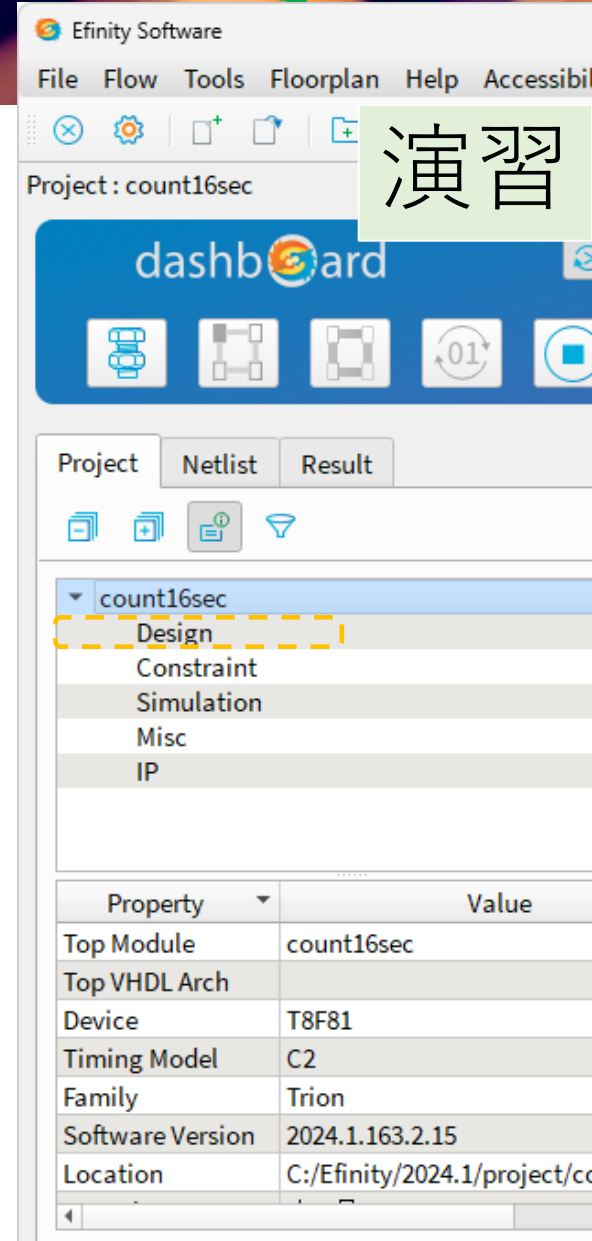 Efinity Software
File Flow Tools Floorplan Help
演習
Project : count16sec
dashboard
01
Project Netlist Result
count16sec
Design
Constraint
Simulation
Misc
IP
Property Value
Top Module count16sec
Top VHDL Arch
Device T8F81
Timing Model C2
Family Trion
Software Version 2024.1.163.2.15
Location C:/Efinity/2024.1/project/co